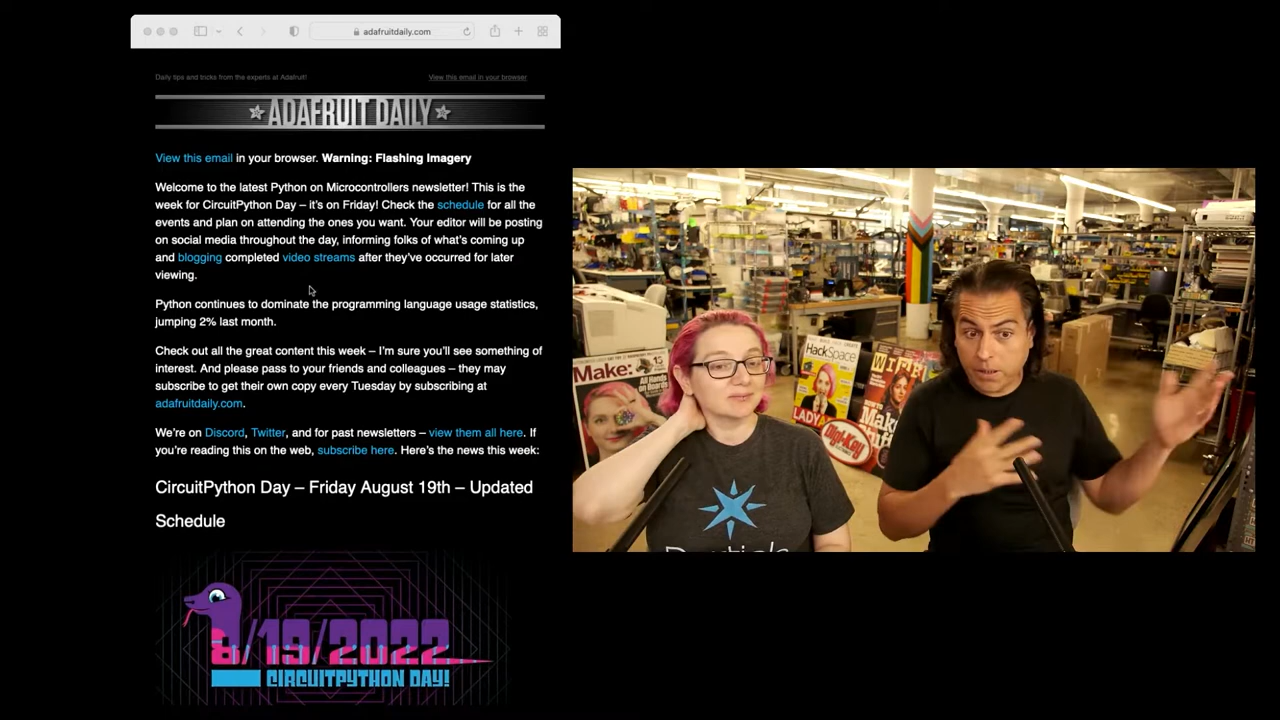 adafruitdaily.com
Daily tips and tricks from the experts at Adafruit!
View this email in your browser
ADAFRUIT DAILY
View this email in your browser. Warning: Flashing Imagery
Welcome to the latest Python on Microcontrollers newsletter! This is the
week for CircuitPython Day – it's on Friday! Check the schedule for all the
events and plan on attending the ones you want. Your editor will be posting
on social media throughout the day, informing folks of what's coming up
and blogging completed video streams after they've occurred for later
viewing.
Python continues to dominate the programming language usage statistics,
jumping 2% last month.
Check out all the great content this week – I'm sure you'll see something of
interest. And please pass to your friends and colleagues – they may
subscribe to get their own copy every Tuesday by subscribing at
adafruitdaily.com.
We're on Discord, Twitter, and for past newsletters – view them all here. If
you're reading this on the web, subscribe here. Here's the news this week:
CircuitPython Day – Friday August 19th – Updated
Schedule
8/19/2022
CIRCUITPYTHON DAY!
Make:
15
All Hands
on Boards
HackSpace
LADY
Digi-Key
WIRED